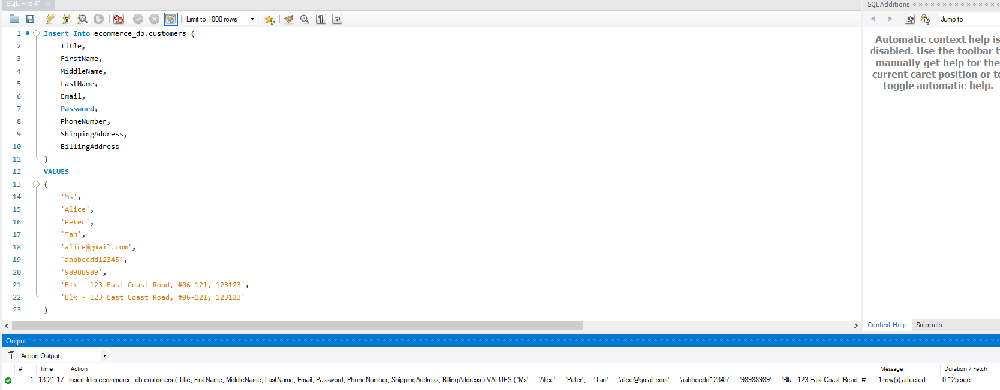 SQL File 4*
SQLAdditions
Limit to 1000 rows
Jump to
1 Insert Into ecommerce_db.customers (
2 Title,
3 FirstName,
4 MiddleName,
5 LastName,
6 Email,
7 Password,
8 PhoneNumber,
9 ShippingAddress,
10 BillingAddress
11 )
12 VALUES
13 (
14 'Ms',
15 'Alice',
16 'Peter',
17 'Tan',
18 'alice@gmail.com',
19 'aabbccdd12345',
20 '98988989',
21 'Blk - 123 East Coast Road, #06-121, 123123',
22 'Blk - 123 East Coast Road, #06-121, 123123'
23 )
Automatic context help is
disabled. Use the toolbar t
manually get help for the
current caret position or to
toggle automatic help.
Context Help Snippets
Output
Action Output
# Time Action Message Duration / Fetch
1 13:21:17 Insert Into ecommerce_db.customers ( Title, FirstName, MiddleName, LastName, Email, Password, PhoneNumber, ShippingAddress, BillingAddress ) VALUES ( 'Ms', 'Alice', 'Peter', 'Tan', 'alice@gmail.com', 'aabbccdd12345', '98988989', 'Blk - 123 East Coast Road, #... 1 row(s) affected 0.125 sec